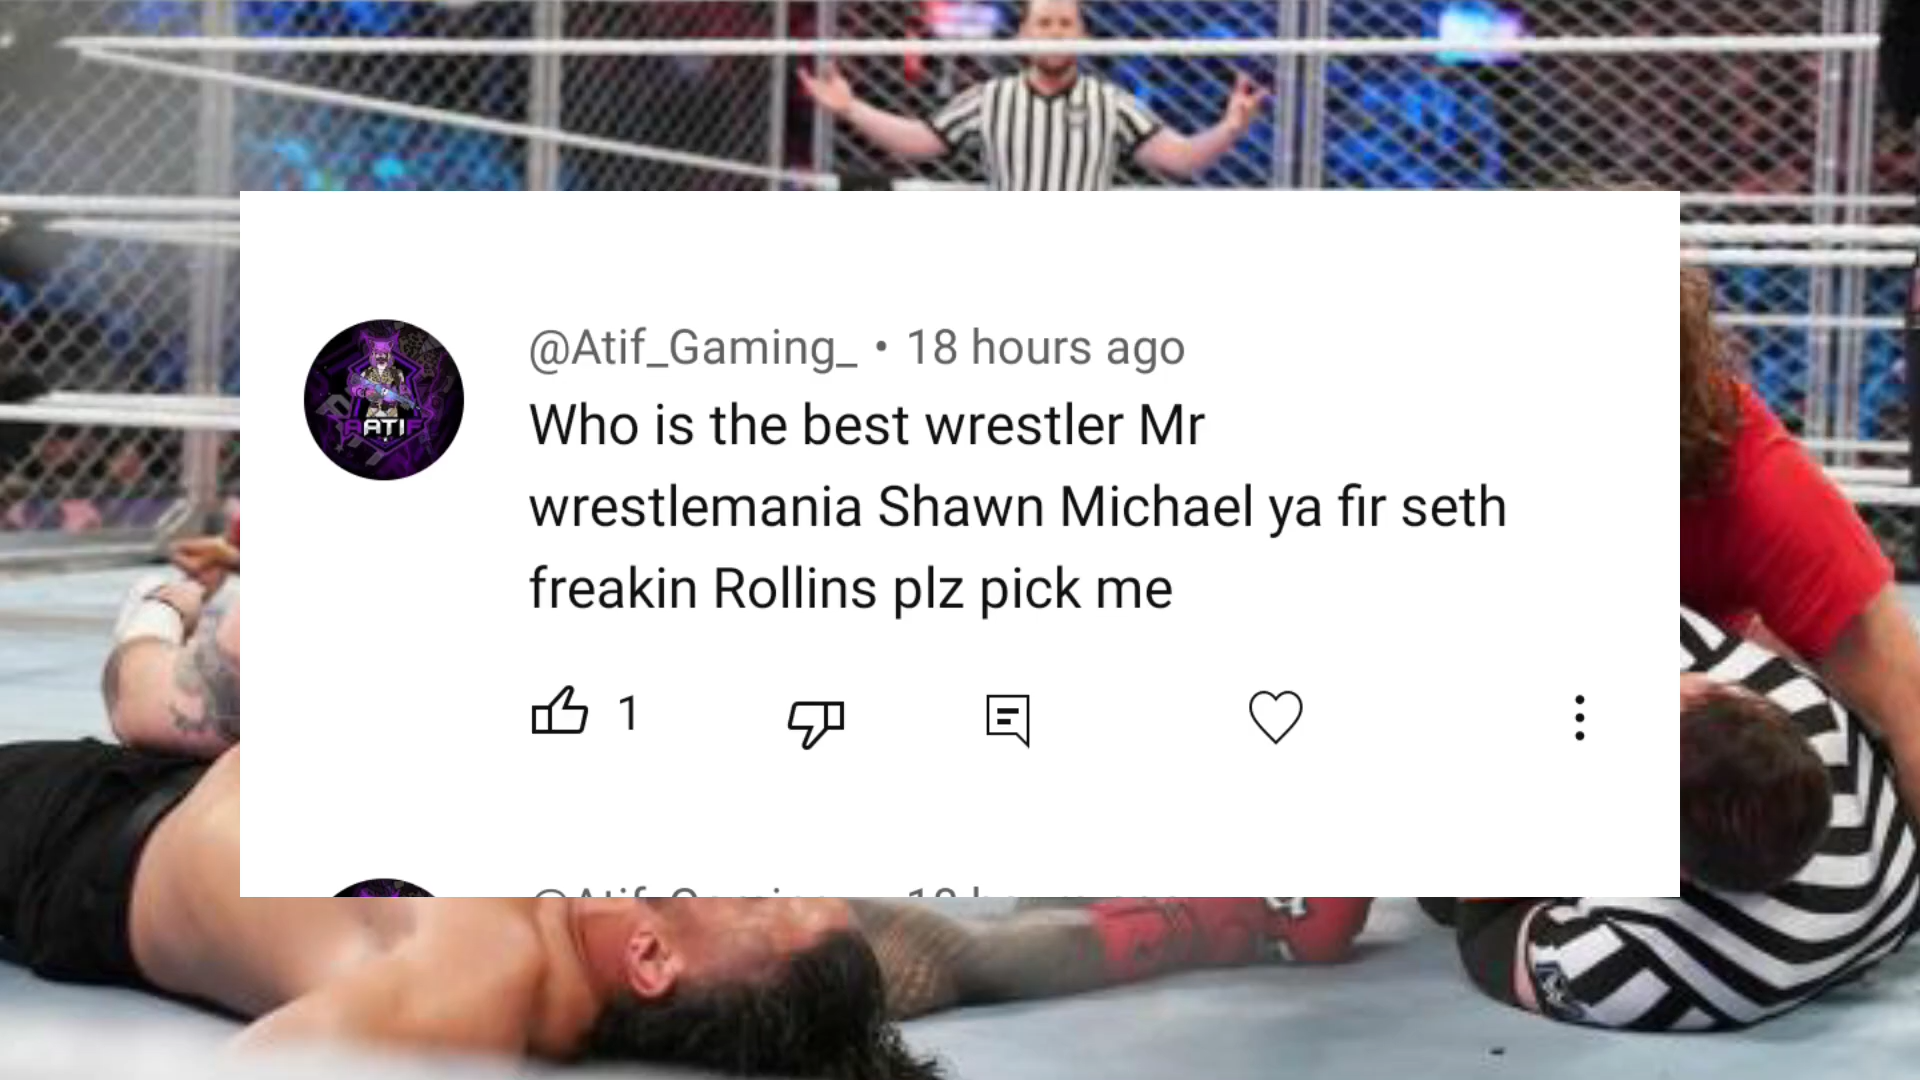 @Atif_Gaming_ • 18 hours ago
Who is the best wrestler Mr
wrestlemania Shawn Michael ya fir seth
freakin Rollins plz pick me
1
AATIF